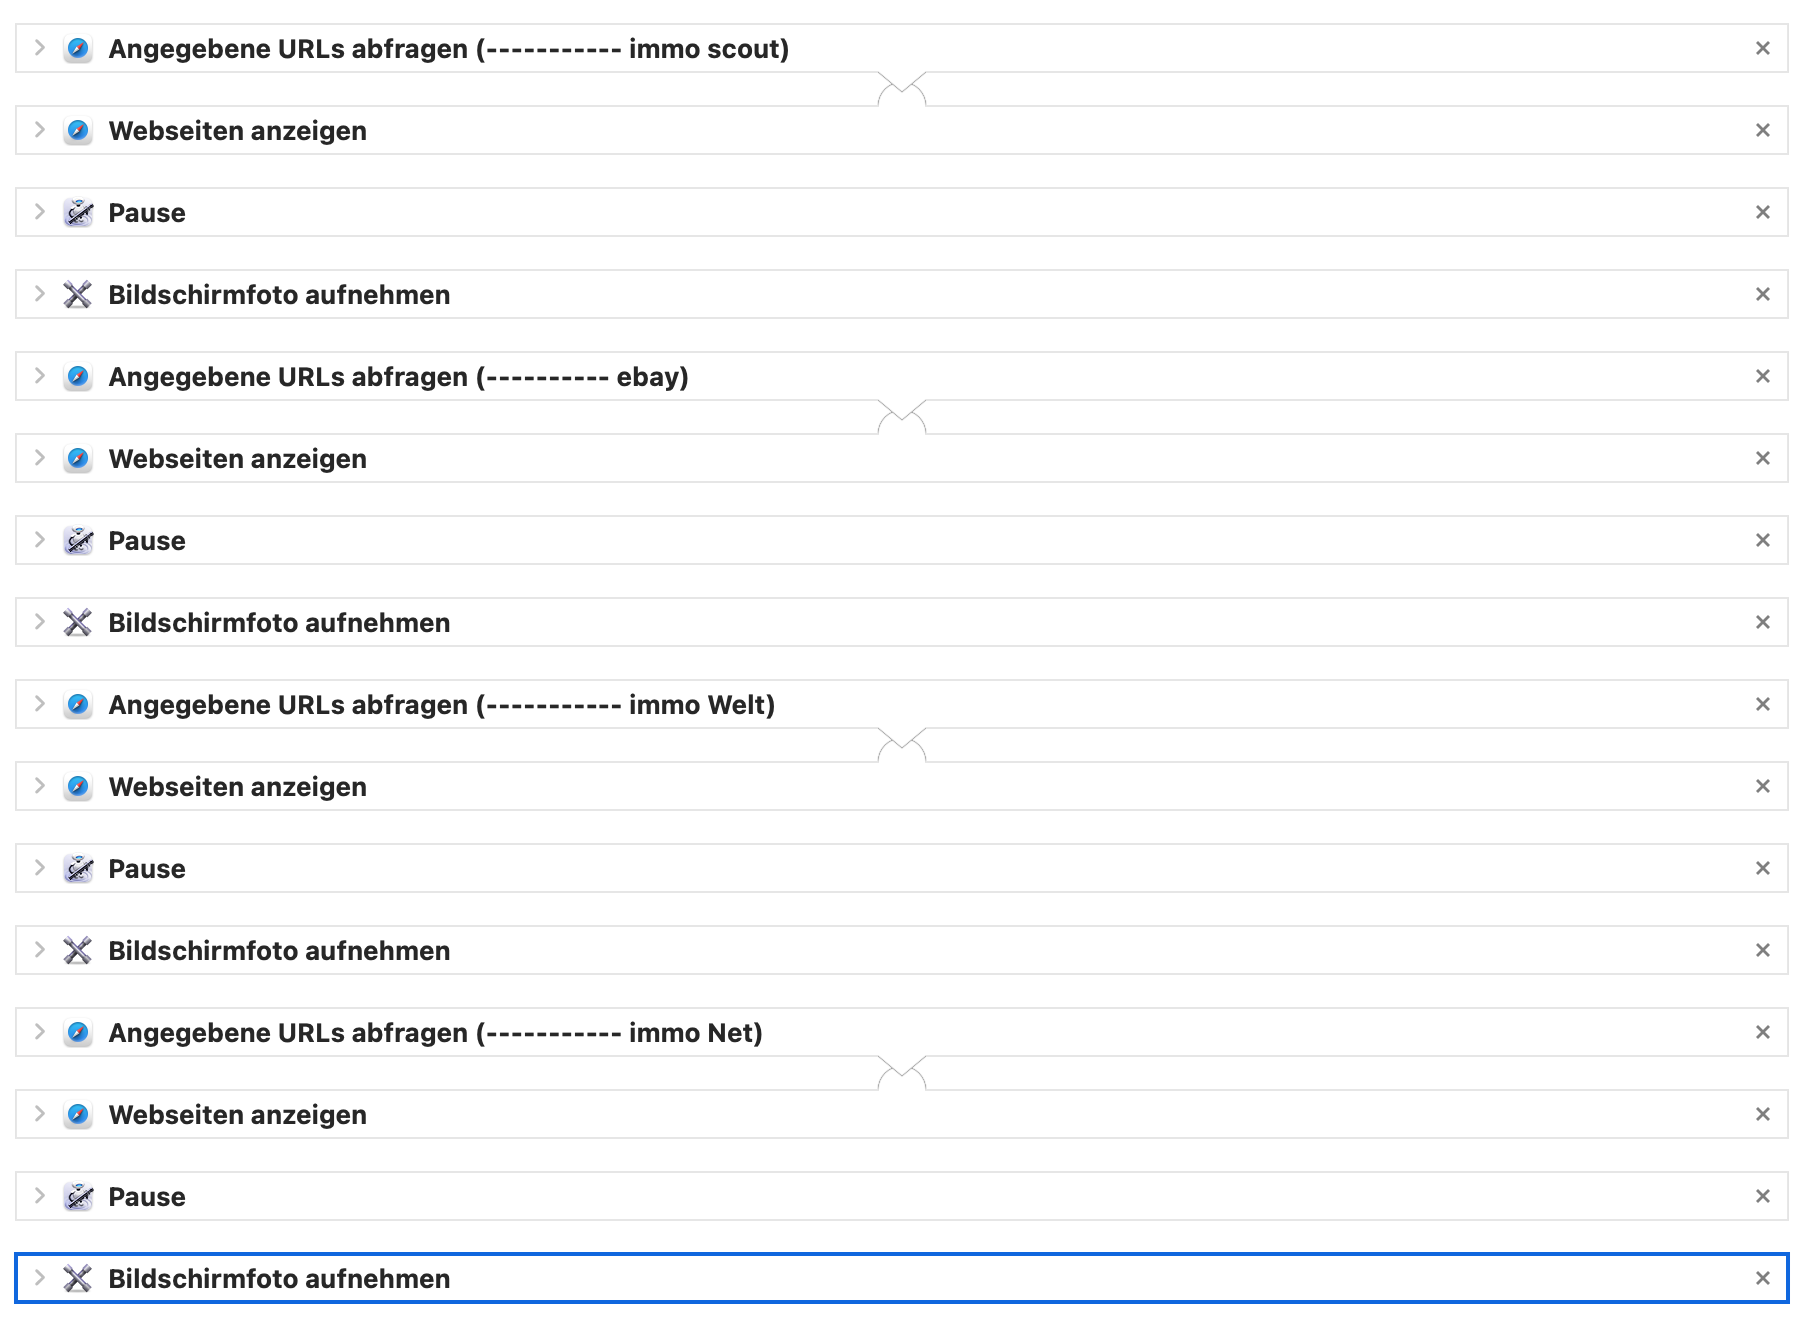 Angegebene URLs abfragen (----------- immo scout)
Webseiten anzeigen
Pause
Bildschirmfoto aufnehmen
Angegebene URLs abfragen (---------- ebay)
Webseiten anzeigen
Pause
Bildschirmfoto aufnehmen
Angegebene URLs abfragen (----------- immo Welt)
Webseiten anzeigen
Pause
Bildschirmfoto aufnehmen
Angegebene URLs abfragen (----------- immo Net)
Webseiten anzeigen
Pause
Bildschirmfoto aufnehmen